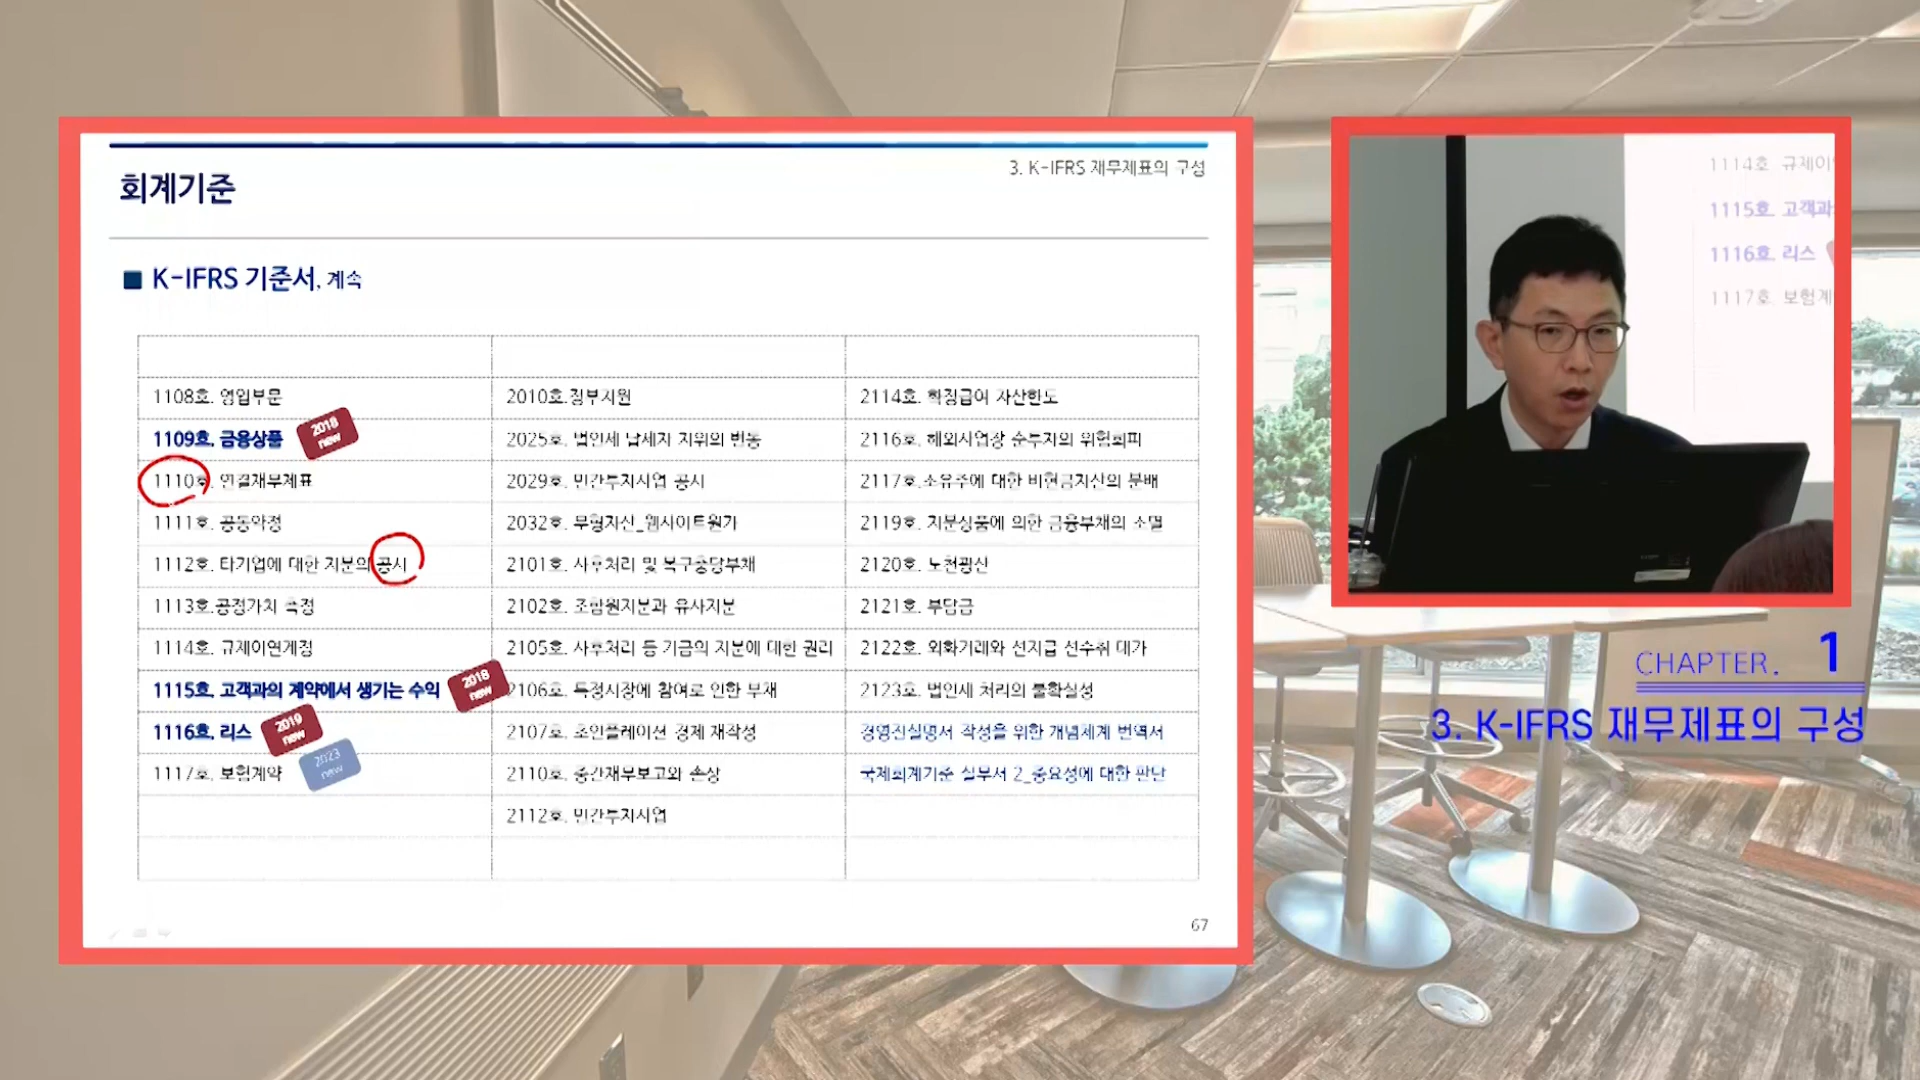 3. K-IFRS 재무제표의 구성
회계기준
K-IFRS 기준서, 계속
1108호. 영업부문
2010호.정부지원
2114호. 확정급여 자산한도
1109호. 금융상품
2018 new
2025호. 법인세 납세자 지위의 변동
2116호. 해외사업장 순투자의 위험회피
1110호. 연결재무제표
2029호. 민간투자사업 공시
2117호.소유주에 대한 비현금자산의 분배
1111호. 공동약정
2032호. 무형자산_웹사이트원가
2119호. 지분상품에 의한 금융부채의 소멸
1112호. 타기업에 대한 지분의 공시
2101호. 사후처리 및 복구충당부채
2120호. 노천광산
1113호.공정가치 측정
2102호. 조합원지분과 유사지분
2121호. 부담금
1114호. 규제이연계정
2105호. 사후처리 등 기금의 지분에 대한 권리
2122호. 외화거래와 선지급 선수취 대가
1115호. 고객과의 계약에서 생기는 수익
2018 new
2106호. 특정시장에 참여로 인한 부채
2123호. 법인세 처리의 불확실성
1116호. 리스
2019 new
2107호. 초인플레이션 경제 재작성
경영진설명서 작성을 위한 개념체계 번역서
1117호. 보험계약
2023 new
2110호. 중간재무보고와 손상
국제회계기준 실무서 2_중요성에 대한 판단
2112호. 민간투자사업
67
1114호 규제이
1115호. 고객과
1116호. 리스
1117호. 보험계
CHAPTER. 1
3. K-IFRS 재무제표의 구성